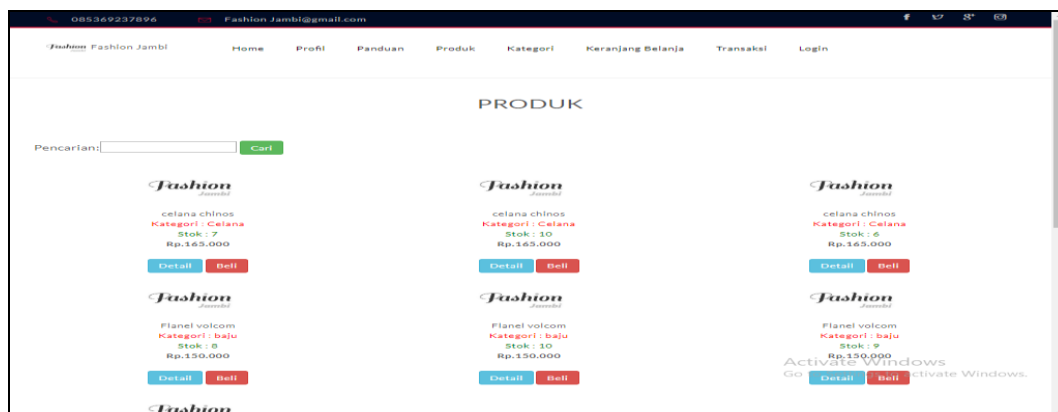 085369237896 Fashion Jambi@gmail.com
Fashion Fashion Jambi Home Profil Panduan Produk Kategori Keranjang Belanja Transaksi Login
PRODUK
Pencarian: Cari
Fashion Jambi Fashion Jambi Fashion Jambi
celana chinos celana chinos celana chinos
Kategori : Celana Kategori : Celana Kategori : Celana
Stok : 7 Stok : 10 Stok : 6
Rp.165.000 Rp.165.000 Rp.165.000
Detail Beli Detail Beli Detail Beli
Fashion Jambi Fashion Jambi Fashion Jambi
Flanel volcom Flanel volcom Flanel volcom
Kategori : baju Kategori : baju Kategori : baju
Stok : 8 Stok : 10 Stok : 9
Rp.150.000 Rp.150.000 Rp.150.000
Activate Windows
Detail Beli Detail Beli Detail Beli
Go activate Windows.
Fashion